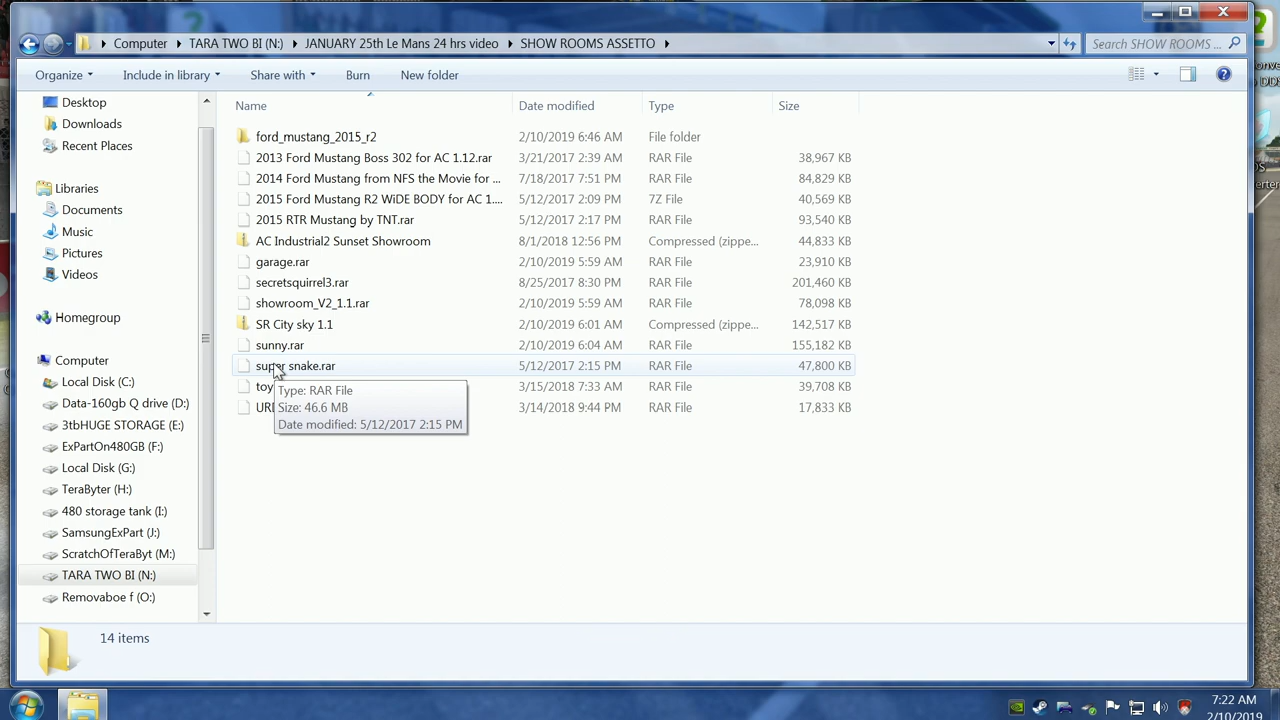 Computer ▸ TARA TWO BI (N:) ▸ JANUARY 25th Le Mans 24 hrs video ▸ SHOW ROOMS ASSETTO ▸
Search SHOW ROOMS ...
Organize Include in library Share with Burn New folder
Name Date modified Type Size
Desktop
Downloads
Recent Places
Libraries
Documents
Music
Pictures
Videos
Homegroup
Computer
Local Disk (C:)
Data-160gb Q drive (D:)
3tbHUGE STORAGE (E:)
ExPartOn480GB (F:)
Local Disk (G:)
TeraByter (H:)
480 storage tank (I:)
SamsungExPart (J:)
ScratchOfTeraByt (M:)
TARA TWO BI (N:)
Removaboe f (O:)
ford_mustang_2015_r2 2/10/2019 6:46 AM File folder
2013 Ford Mustang Boss 302 for AC 1.12.rar 3/21/2017 2:39 AM RAR File 38,967 KB
2014 Ford Mustang from NFS the Movie for ... 7/18/2017 7:51 PM RAR File 84,829 KB
2015 Ford Mustang R2 WiDE BODY for AC 1.... 5/12/2017 2:09 PM 7Z File 40,569 KB
2015 RTR Mustang by TNT.rar 5/12/2017 2:17 PM RAR File 93,540 KB
AC Industrial2 Sunset Showroom 8/1/2018 12:56 PM Compressed (zippe... 44,833 KB
garage.rar 2/10/2019 5:59 AM RAR File 23,910 KB
secretsquirrel3.rar 8/25/2017 8:30 PM RAR File 201,460 KB
showroom_V2_1.1.rar 2/10/2019 5:59 AM RAR File 78,098 KB
SR City sky 1.1 2/10/2019 6:01 AM Compressed (zippe... 142,517 KB
sunny.rar 2/10/2019 6:04 AM RAR File 155,182 KB
super snake.rar 5/12/2017 2:15 PM RAR File 47,800 KB
toy 3/15/2018 7:33 AM RAR File 39,708 KB
3/14/2018 9:44 PM RAR File 17,833 KB
Type: RAR File
Size: 46.6 MB
Date modified: 5/12/2017 2:15 PM
14 items
7:22 AM
2/10/2019